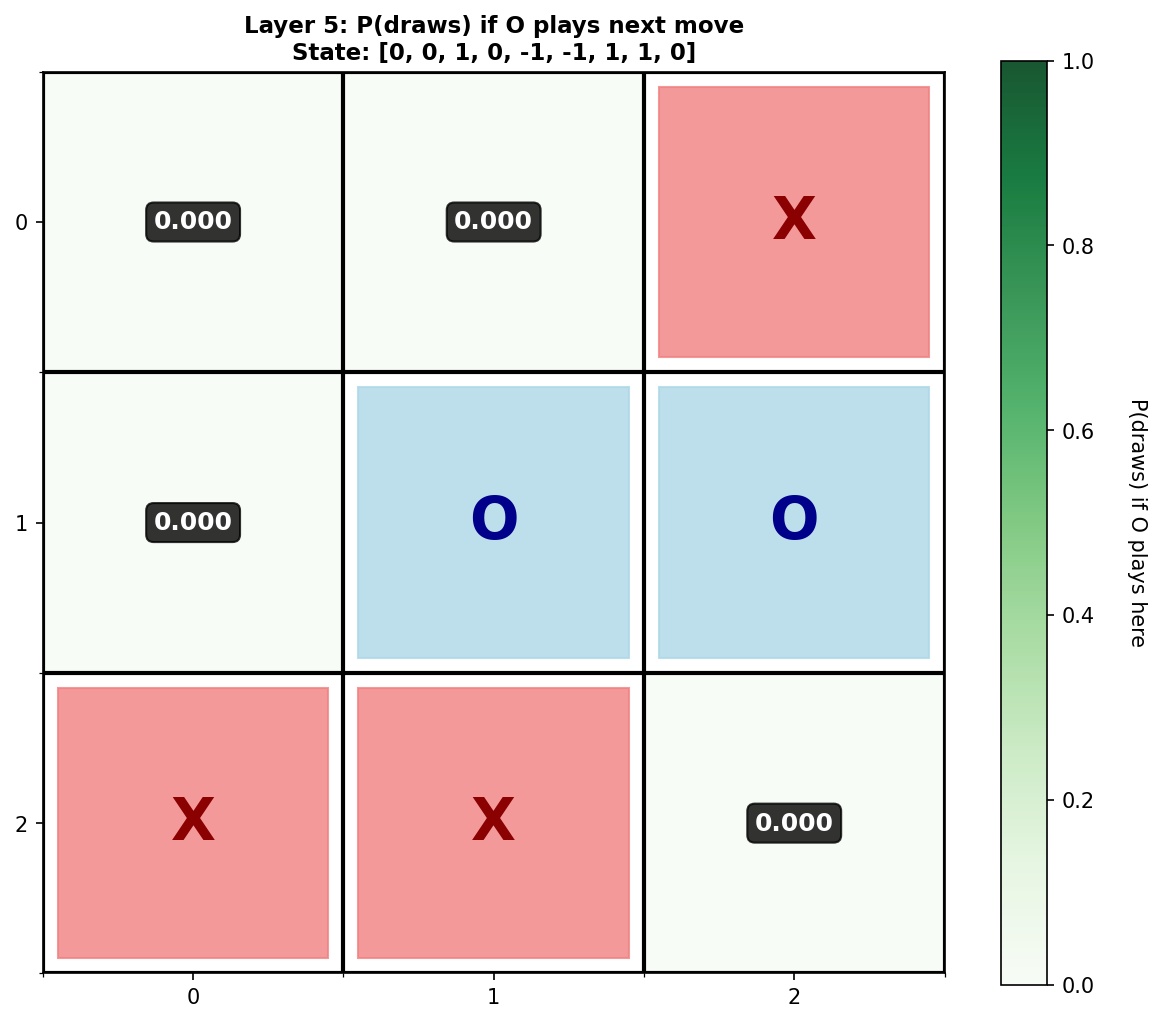 Layer 5: P(draws) if O plays next move
State: [0, 0, 1, 0, -1, -1, 1, 1, 0]
0
0.000
0.000
X
1
0.000
O
O
2
X
X
0.000
0
1
2
1.0
0.8
0.6
0.4
0.2
0.0
P(draws) if O plays here